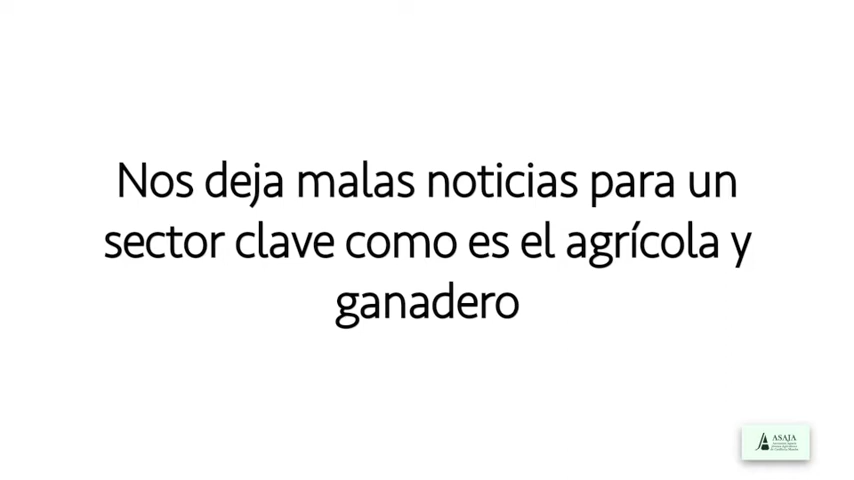 Nos deja malas noticias para un
sector clave como es el agrícola y
ganadero
ASAJA